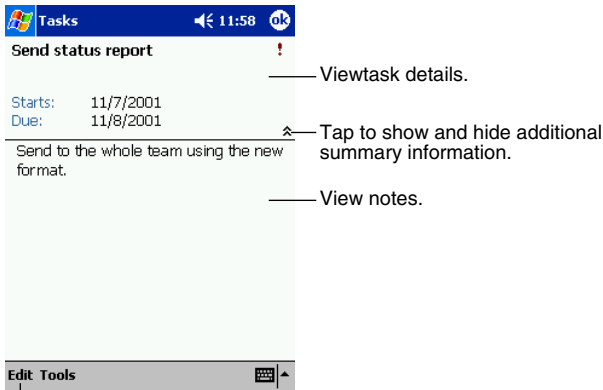 Tasks 11:58 ok
Send status report !
Viewtask details.
Starts: 11/7/2001
Due: 11/8/2001
Tap to show and hide additional
summary information.
Send to the whole team using the new
format.
View notes.
Edit Tools